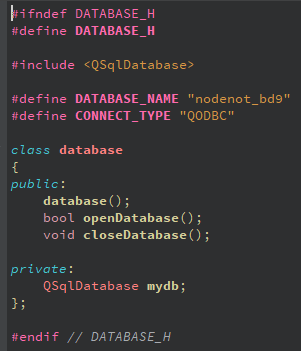 #ifndef DATABASE_H
#define DATABASE_H

#include <QSqlDatabase>

#define DATABASE_NAME "nodenot_bd9"
#define CONNECT_TYPE "QODBC"

class database
{
public:
    database();
    bool openDatabase();
    void closeDatabase();

private:
    QSqlDatabase mydb;
};

#endif // DATABASE_H